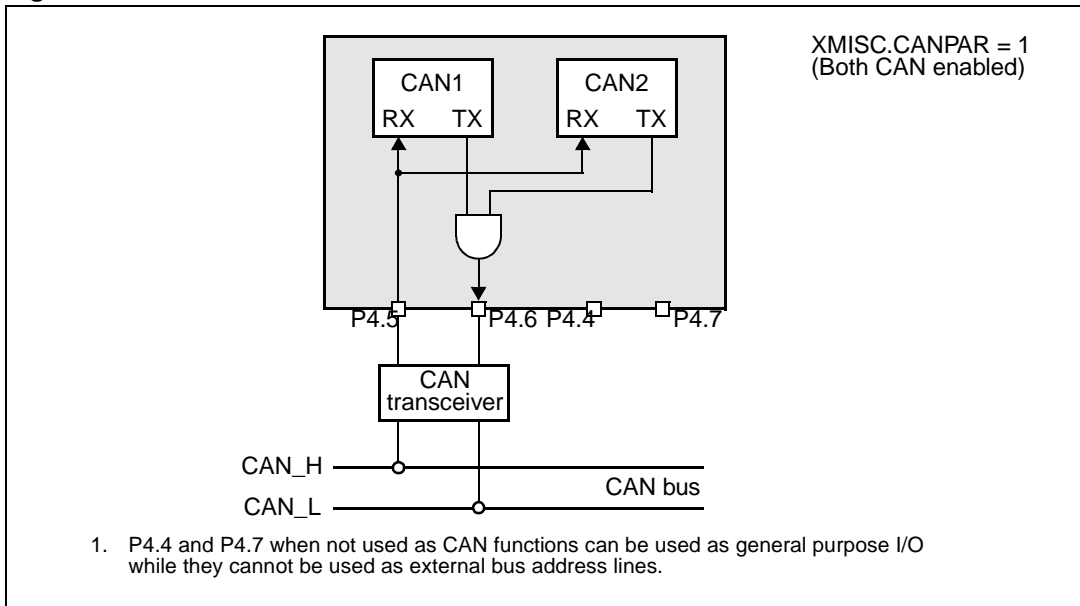 XMISC.CANPAR = 1
(Both CAN enabled)
CAN1
RX TX
CAN2
RX TX
P4.5
P4.6
P4.4
P4.7
CAN
transceiver
CAN_H
CAN bus
CAN_L
1. P4.4 and P4.7 when not used as CAN functions can be used as general purpose I/O
while they cannot be used as external bus address lines.